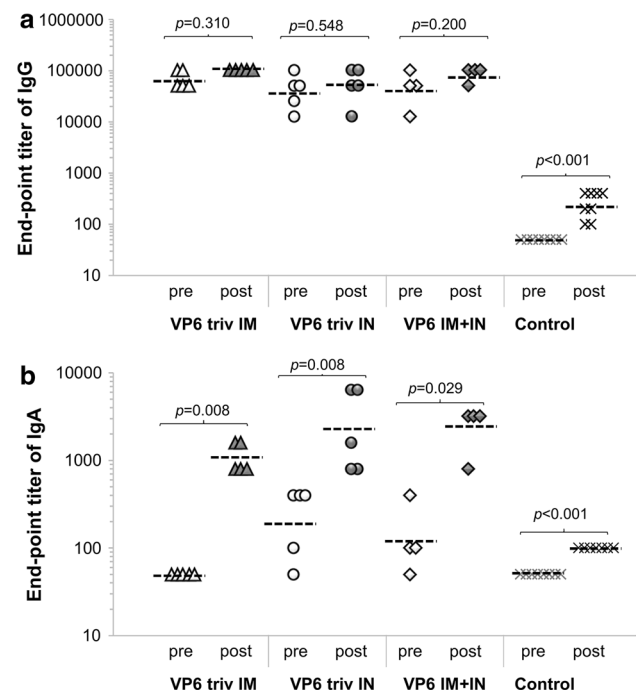 a
p=0.310 p=0.548 p=0.200
1000000
100000
10000
p<0.001
1000
100
10
End-point titer of IgG
pre post pre post pre post pre post
VP6 triv IM VP6 triv IN VP6 IM+IN Control
b
p=0.008
10000
p=0.029
p=0.008
1000
p<0.001
100
10
End-point titer of IgA
pre post pre post pre post pre post
VP6 triv IM VP6 triv IN VP6 IM+IN Control